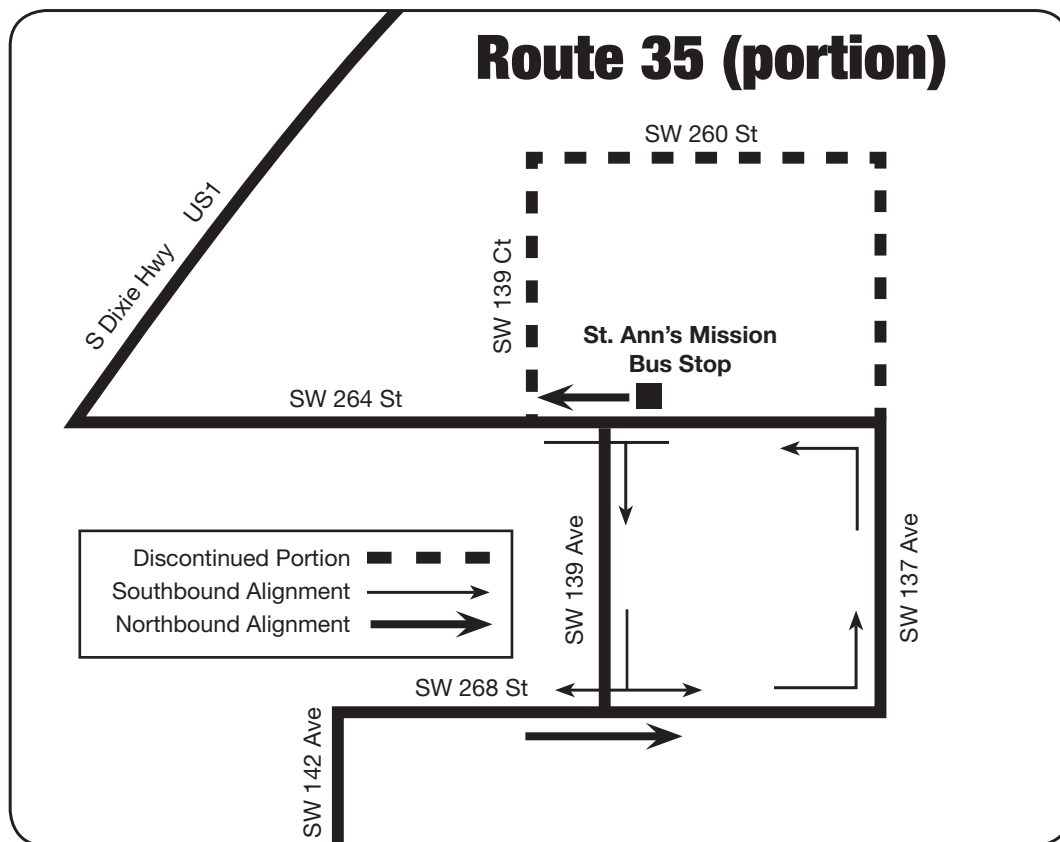 Route 35 (portion)
SW 260 St
US1
S Dixie Hwy
SW 139 Ct
St. Ann's Mission
Bus Stop
SW 264 St
SW 139 Ave
SW 137 Ave
Discontinued Portion
Southbound Alignment
Northbound Alignment
SW 268 St
SW 142 Ave